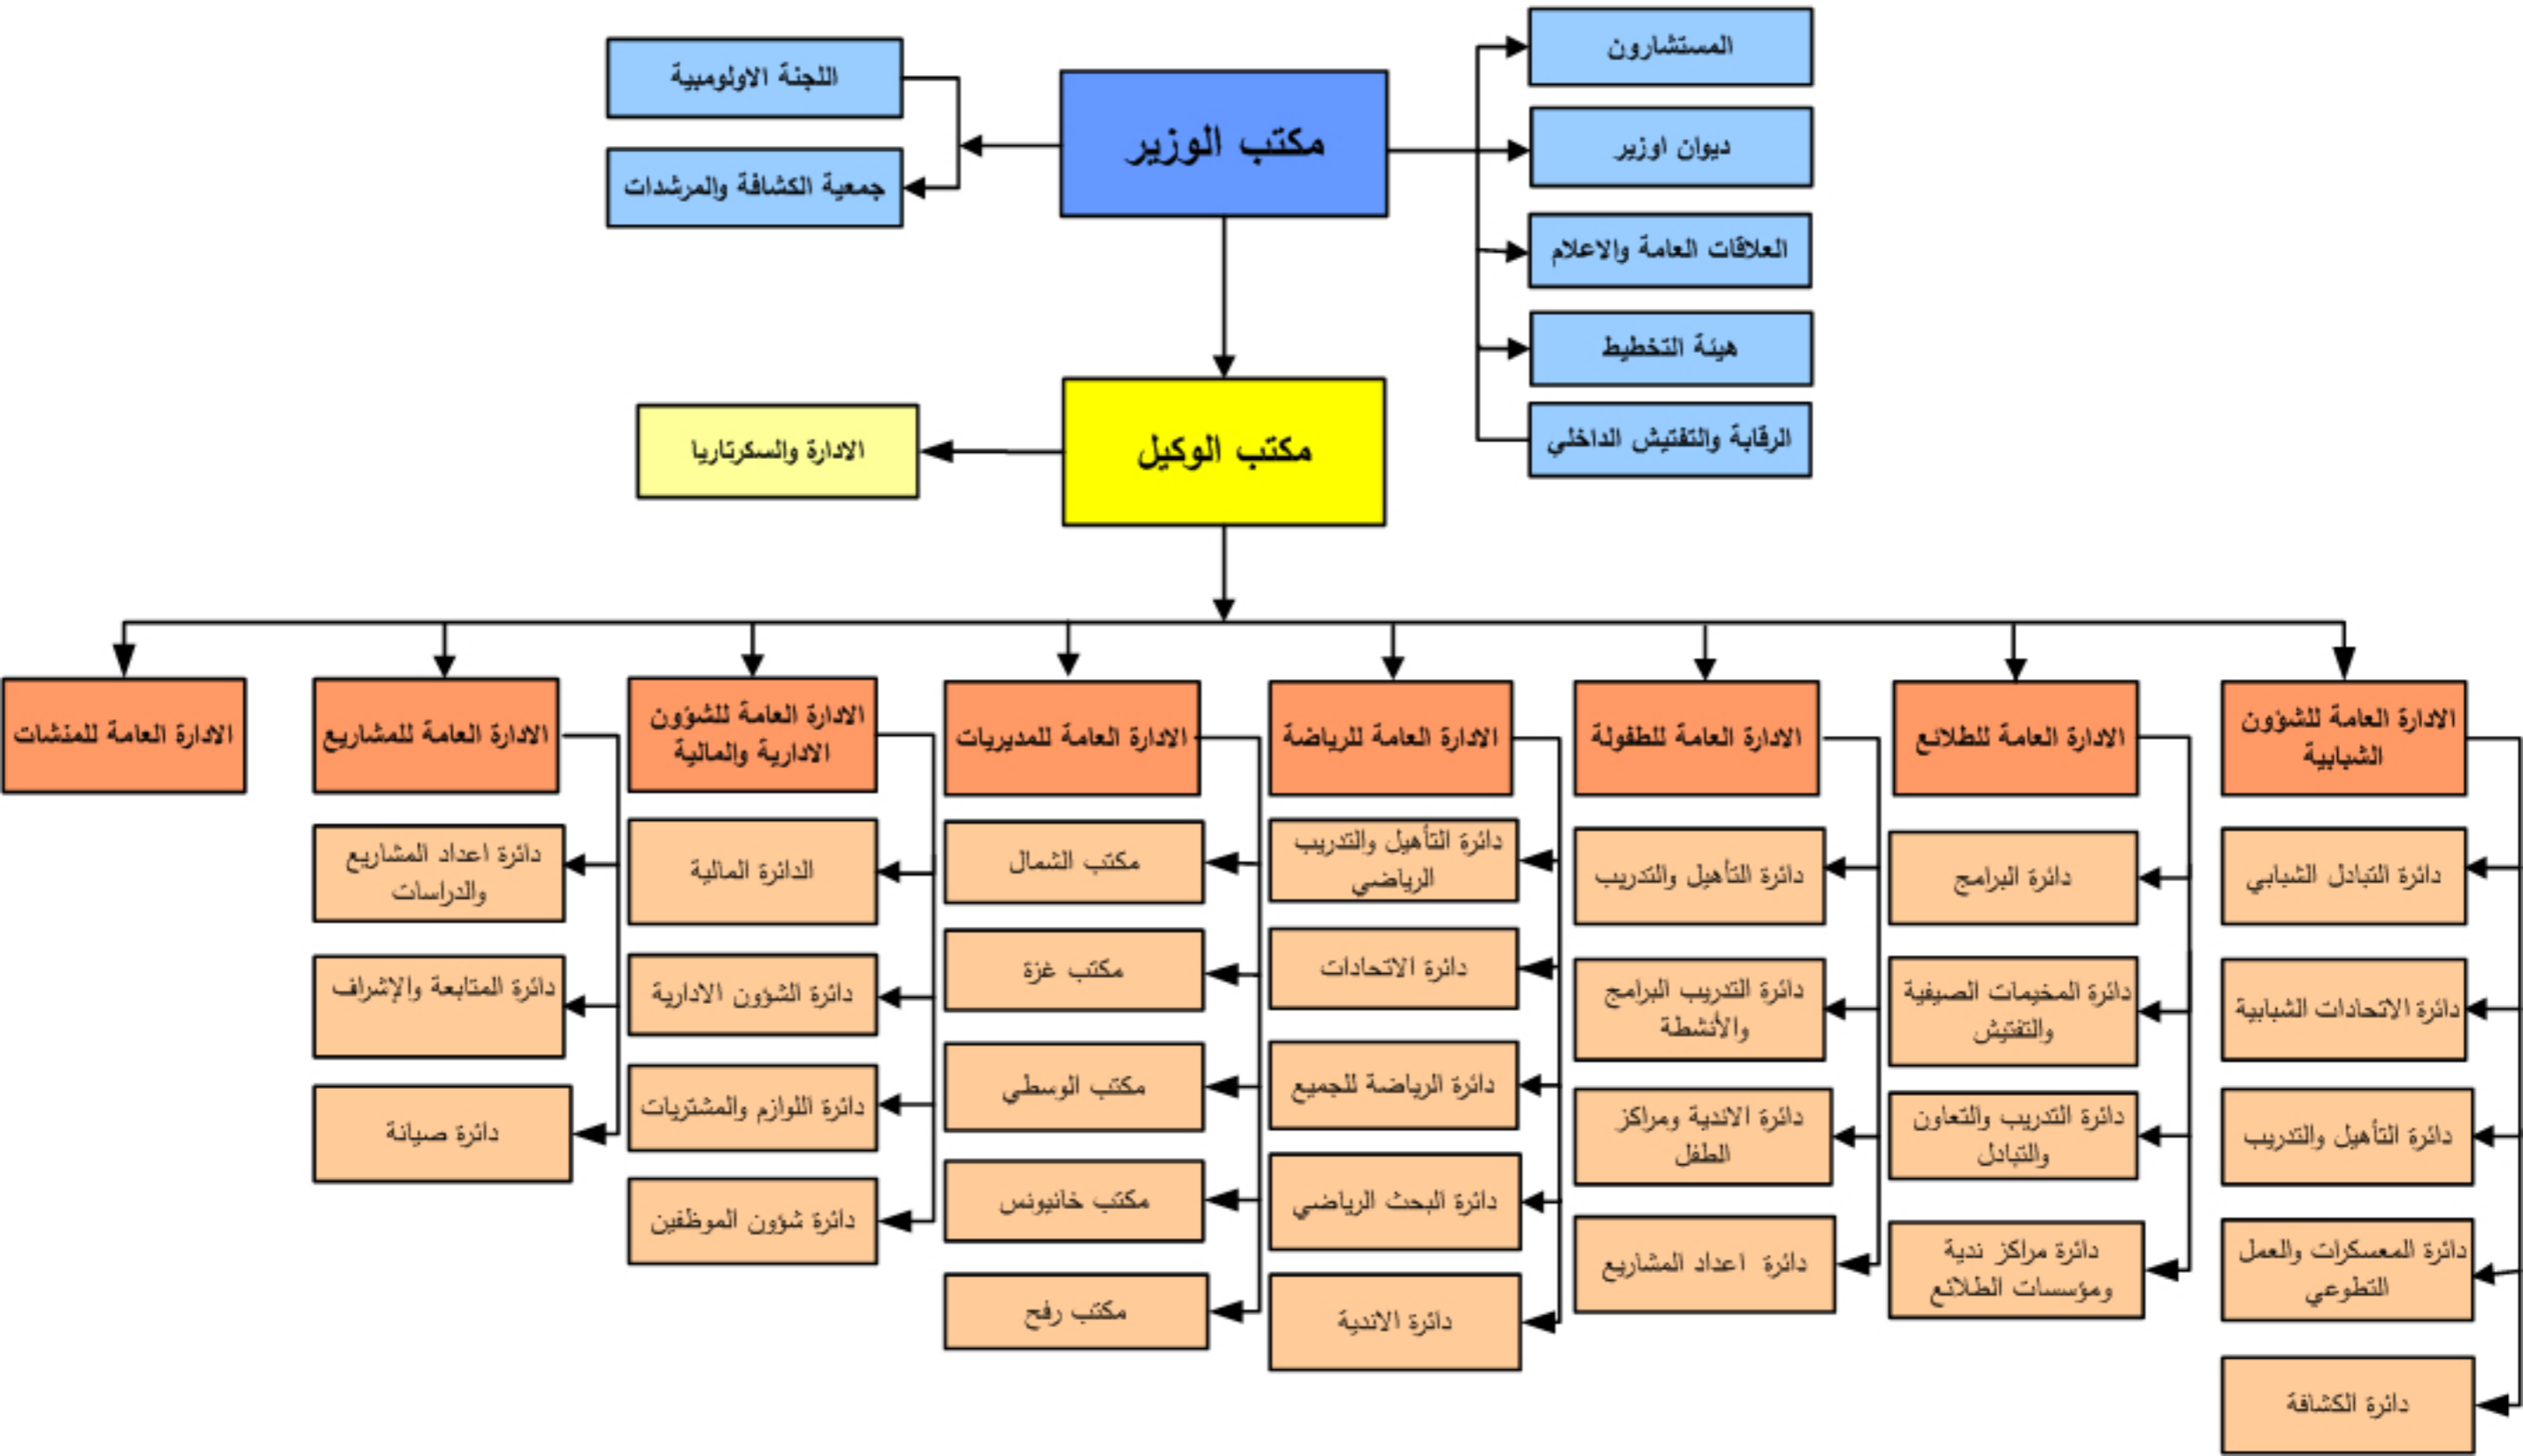 المستشارون
اللجنة الاولومبية
مكتب الوزير
ديوان اوزير
جمعية الكشافة والمرشدات
العلاقات العامة والاعلام
هيئة التخطيط
الرقابة والتفتيش الداخلي
مكتب الوكيل
الادارة والسكرتاريا
الادارة العامة للشؤون
الشبابية
دائرة التبادل الشبابي
دائرة الاتحادات الشبابية
دائرة التأهيل والتدريب
دائرة المعسكرات والعمل
التطوعي
دائرة الكشافة
الادارة العامة للطلائع
دائرة البرامج
دائرة المخيمات الصيفية
والتفتيش
دائرة التدريب والتعاون
والتبادل
دائرة مراكز ندية
ومؤسسات الطلائع
الادارة العامة للطفولة
دائرة التأهيل والتدريب
دائرة التدريب البرامج
والأنشطة
دائرة الاندية ومراكز
الطفل
دائرة اعداد المشاريع
الادارة العامة للرياضة
دائرة التأهيل والتدريب
الرياضي
دائرة الاتحادات
دائرة الرياضة للجميع
دائرة البحث الرياضي
دائرة الاندية
الادارة العامة للمديريات
مكتب الشمال
مكتب غزة
مكتب الوسطي
مكتب خانيونس
مكتب رفح
الادارة العامة للشؤون
الادارية والمالية
الدائرة المالية
دائرة الشؤون الادارية
دائرة اللوازم والمشتريات
دائرة شؤون الموظفين
الادارة العامة للمشاريع
دائرة اعداد المشاريع
والدراسات
دائرة المتابعة والإشراف
دائرة صيانة
الادارة العامة للمنشات